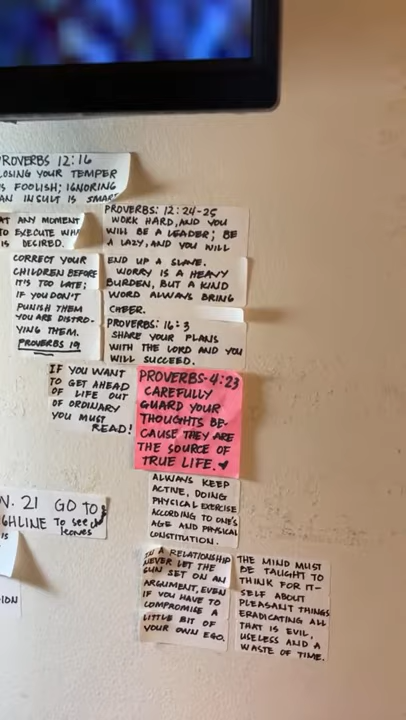 PROVERBS 12:16
LOSING YOUR TEMPER
IS FOOLISH; IGNORING
AN INSULT IS SMART
AT ANY MOMENT
TO EXECUTE WHA
IS DESIRED.
PROVERBS: 12:24-25
WORK HARD, AND YOU
WILL BE A LEADER; BE
A LAZY, AND YOU WILL
END UP A SLAVE.
WORRY IS A HEAVY
BURDEN, BUT A KIND
WORD ALWAYS BRING
CHEER.
CORRECT YOUR
CHILDREN BEFORE
IT'S TOO LATE;
IF YOU DON'T
PUNISH THEM
YOU ARE DISTRO-
YING THEM.
PROVERBS 19
PROVERBS: 16:3
SHARE YOUR PLANS
WITH THE LORD AND YOU
WILL SUCCEED.
IF YOU WANT
TO GET AHEAD
OF LIFE OUT
OF ORDINARY
YOU MUST
READ!
PROVERBS-4:23
CAREFULLY
GUARD YOUR
THOUGHTS BE-
CAUSE THEY ARE
THE SOURCE OF
TRUE LIFE.
ALWAYS KEEP
ACTIVE, DOING
PHYCICAL EXERCISE
ACCORDING TO ONE'S
AGE AND PHYSICAL
CONSTITUTION.
N. 21 GO TO
GHLINE TO see
IS
ION
IN A RELATIONSHIP
NEVER LET THE
SUN SET ON AN
ARGUMENT, EVEN
IF YOU HAVE TO
COMPROMISE A
LITTLE BIT OF
YOUR OWN EGO.
THE MIND MUST
BE TAUGHT TO
THINK FOR IT-
SELF ABOUT
PLEASANT THINGS
ERADICATING ALL
THAT IS EVIL,
USELESS AND A
WASTE OF TIME.